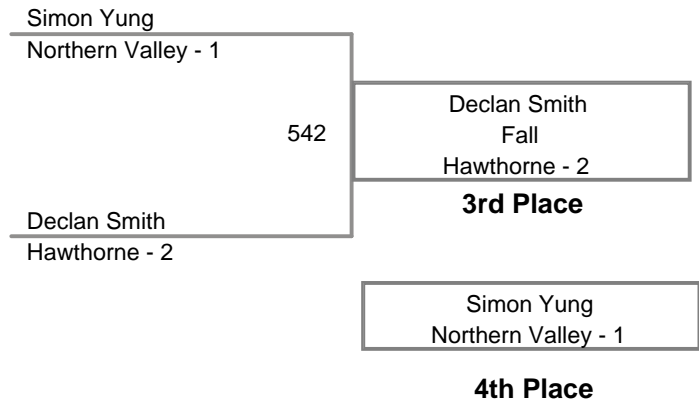 Simon Yung
Northern Valley - 1
542
Declan Smith
Fall
Hawthorne - 2
3rd Place
Declan Smith
Hawthorne - 2
Simon Yung
Northern Valley - 1
4th Place